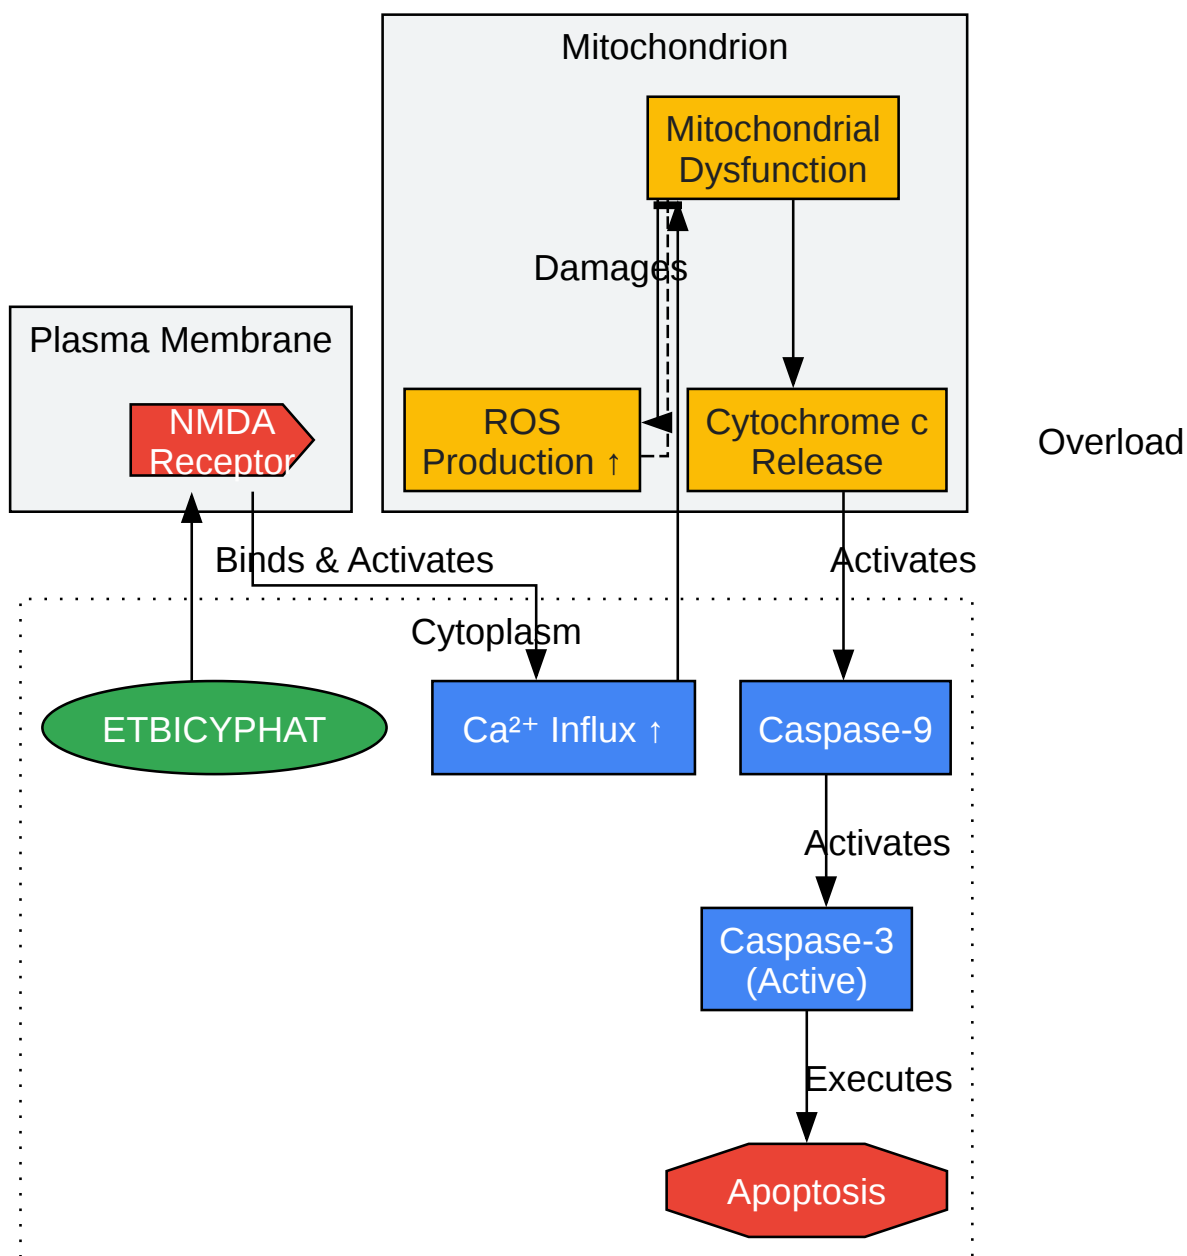 Mitochondrion
Mitochondrial
Dysfunction
Damages
Plasma Membrane
NMDA
Receptor
ROS
Production ↑
Cytochrome c
Release
Overload
Binds & Activates
Activates
Cytoplasm
ETBICYPHAT
Ca²⁺ Influx ↑
Caspase-9
Activates
Caspase-3
(Active)
Executes
Apoptosis